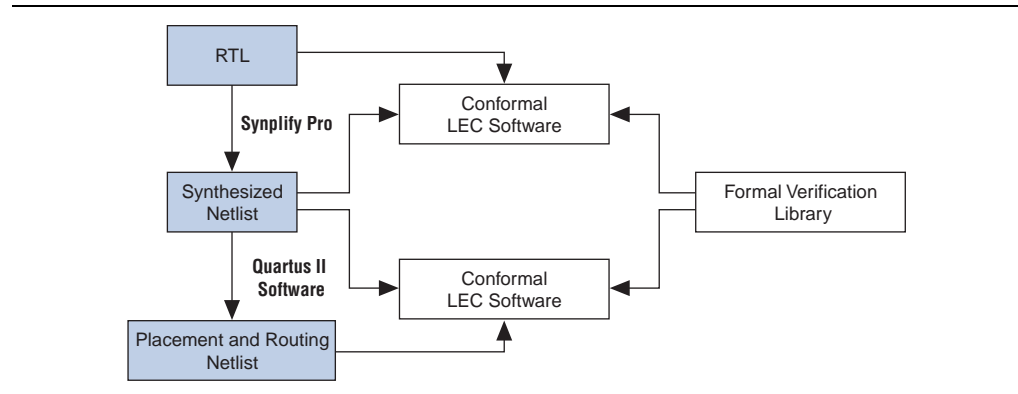 RTL
Conformal
LEC Software
Synplify Pro
Synthesized
Netlist
Formal Verification
Library
Quartus II
Software
Conformal
LEC Software
Placement and Routing
Netlist